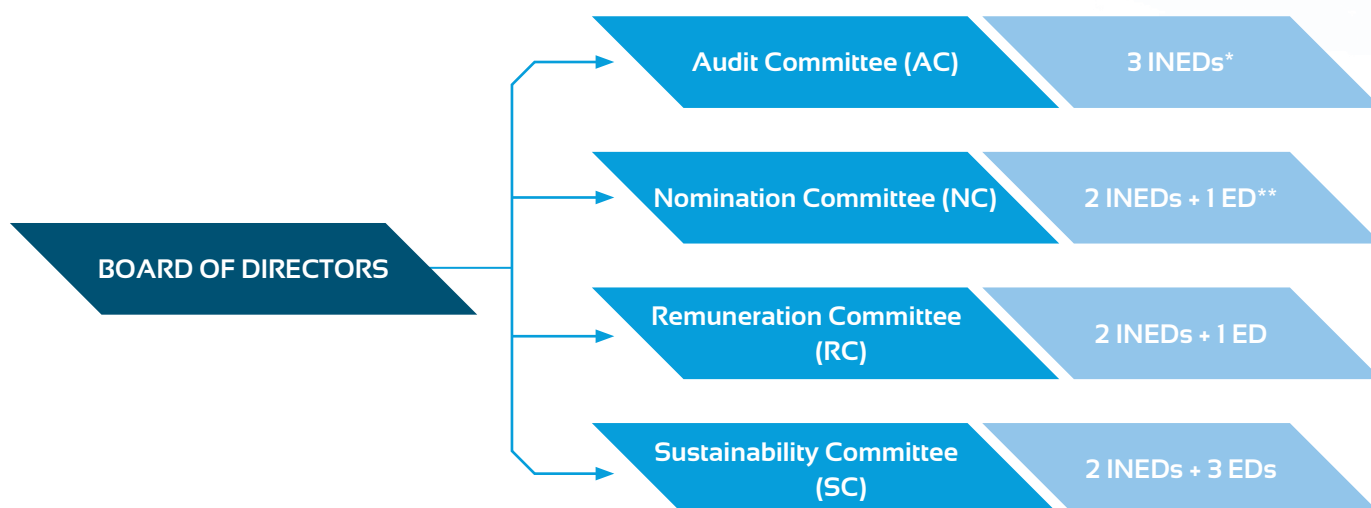 Audit Committee (AC)
3 INEDs*
Nomination Committee (NC)
2 INEDs + 1 ED**
BOARD OF DIRECTORS
Remuneration Committee
(RC)
2 INEDs + 1 ED
Sustainability Committee
(SC)
2 INEDs + 3 EDs